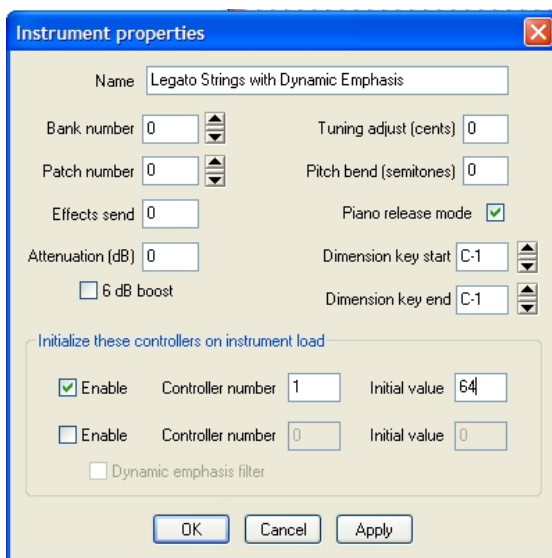 Instrument properties
Name Legato Strings with Dynamic Emphasis
Bank number 0 Tuning adjust (cents) 0
Patch number 0 Pitch bend (semitones) 0
Effects send 0 Piano release mode
Attenuation (dB) 0 Dimension key start C-1
6 dB boost Dimension key end C-1
Initialize these controllers on instrument load
Enable Controller number 1 Initial value 64
Enable Controller number 0 Initial value 0
Dynamic emphasis filter
OK Cancel Apply